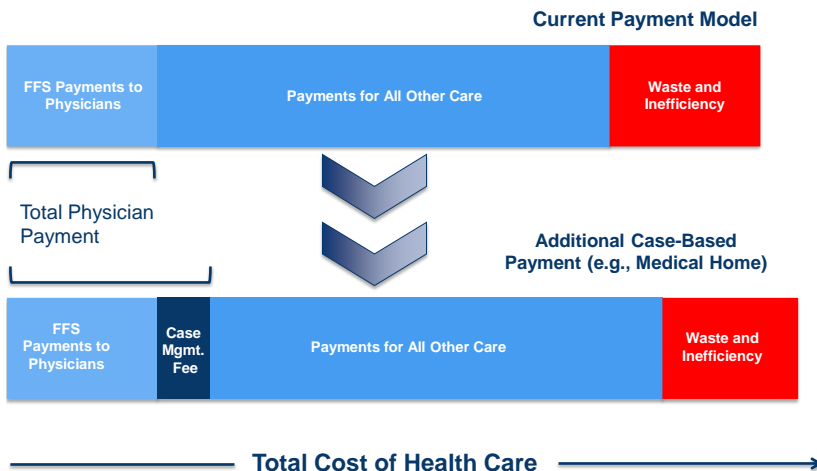 Current Payment Model
FFS Payments to
Physicians
Payments for All Other Care
Waste and
Inefficiency
Total Physician
Payment
Additional Case-Based
Payment (e.g., Medical Home)
FFS
Payments to
Physicians
Case
Mgmt.
Fee
Payments for All Other Care
Waste and
Inefficiency
Total Cost of Health Care